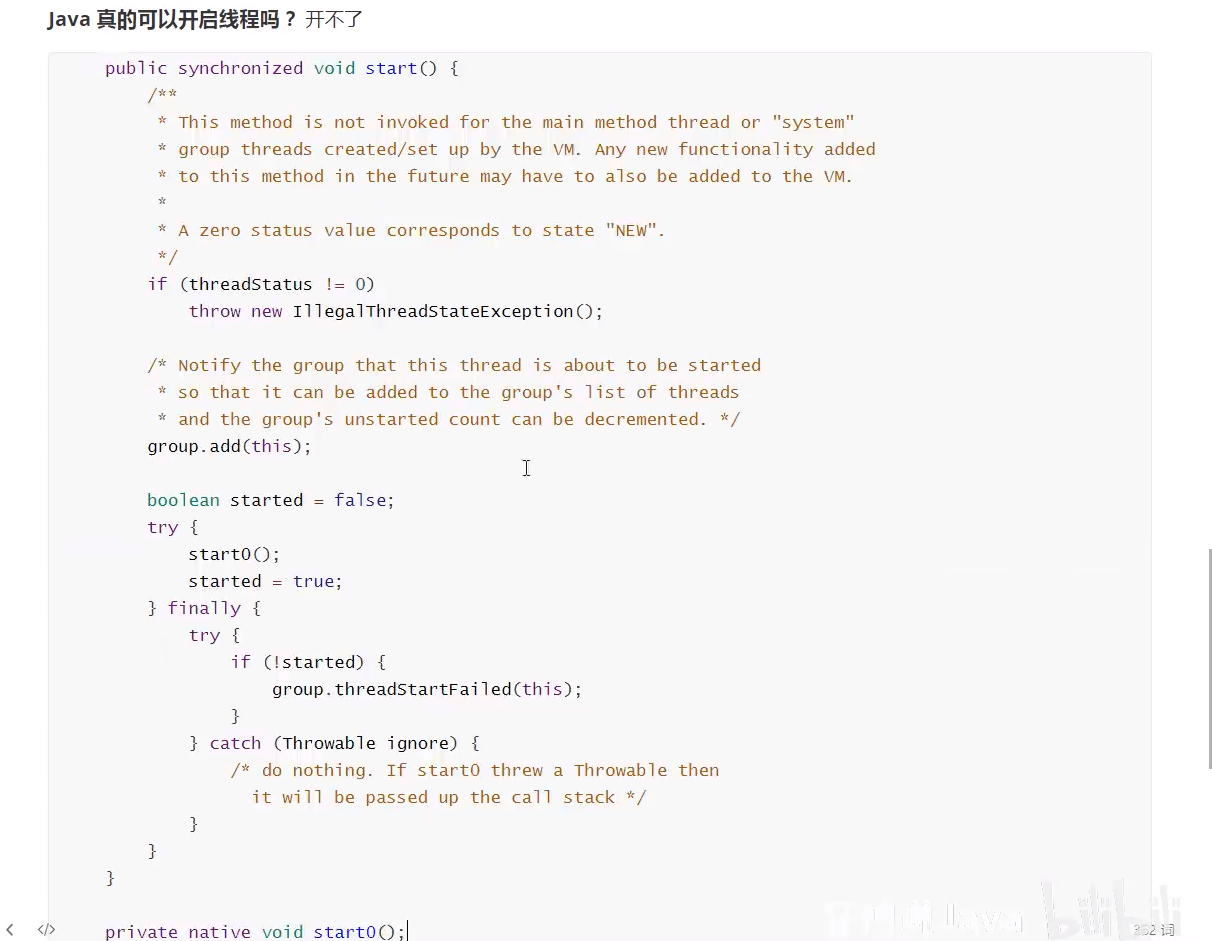 Java 真的可以开启线程吗？ 开不了
public synchronized void start() {
/**
* This method is not invoked for the main method thread or "system"
* group threads created/set up by the VM. Any new functionality added
* to this method in the future may have to also be added to the VM.
*
* A zero status value corresponds to state "NEW".
*/
if (threadStatus != 0)
throw new IllegalThreadStateException();
/* Notify the group that this thread is about to be started
* so that it can be added to the group's list of threads
* and the group's unstarted count can be decremented. */
group.add(this);
boolean started = false;
try {
start0();
started = true;
} finally {
try {
if (!started) {
group.threadStartFailed(this);
}
} catch (Throwable ignore) {
/* do nothing. If start0 threw a Throwable then
it will be passed up the call stack */
}
}
}
private native void start0();
Java bilibili
</> 352 词